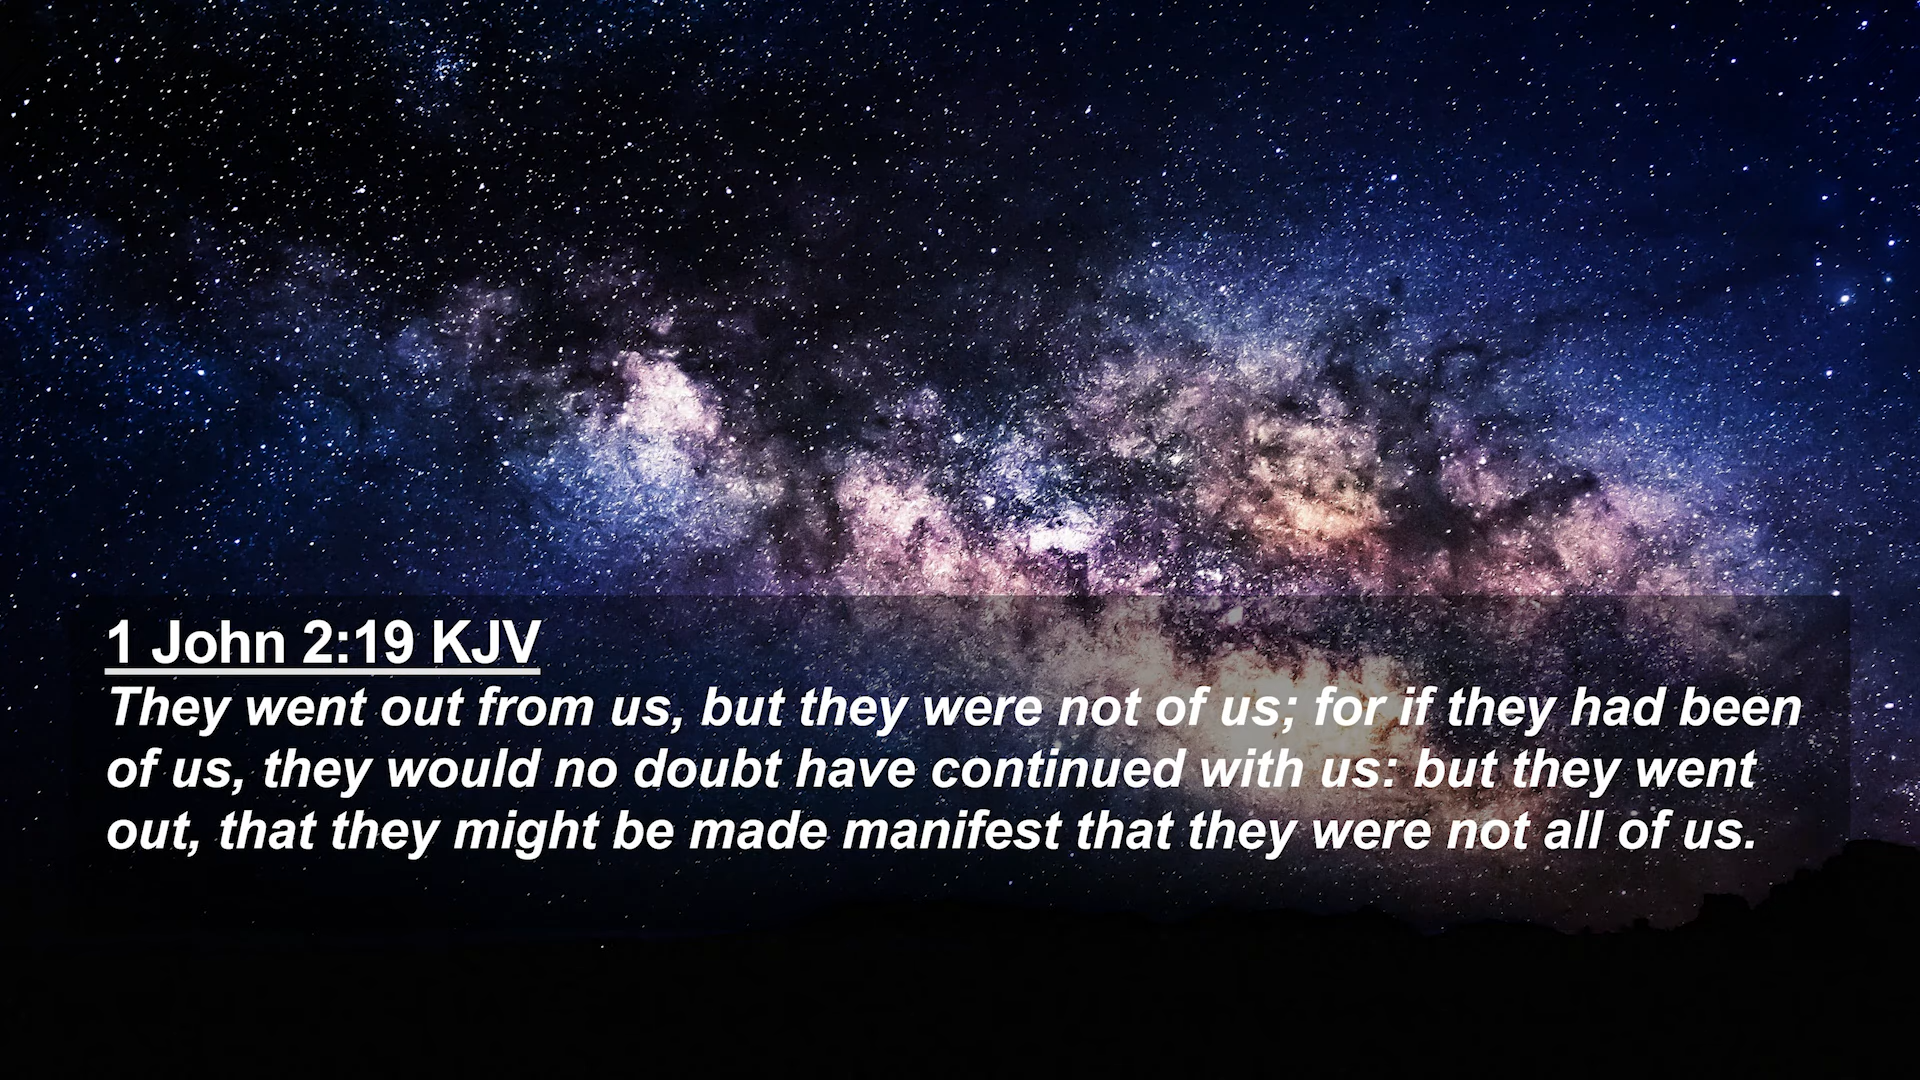 1 John 2:19 KJV
They went out from us, but they were not of us; for if they had been
of us, they would no doubt have continued with us: but they went
out, that they might be made manifest that they were not all of us.